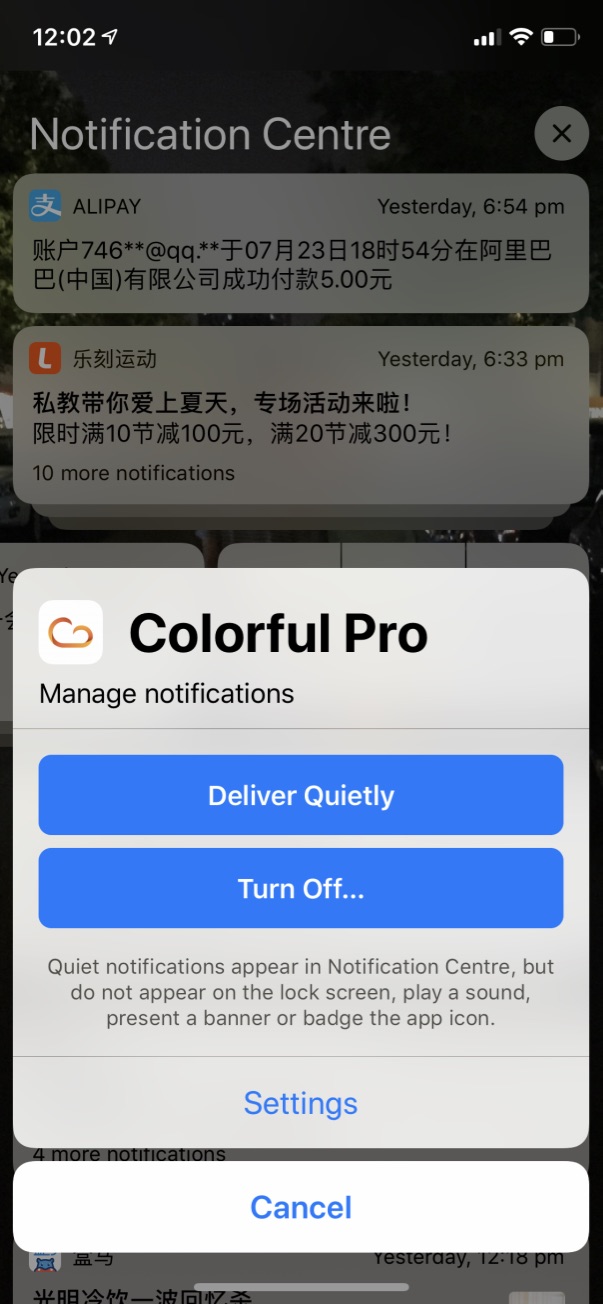 12:02
Notification Centre
支 ALIPAY Yesterday, 6:54 pm
账户746**@qq.**于07月23日18时54分在阿里巴
巴(中国)有限公司成功付款5.00元
L 乐刻运动 Yesterday, 6:33 pm
私教带你爱上夏天，专场活动来啦！
限时满10节减100元，满20节减300元！
10 more notifications
Colorful Pro
Manage notifications
Deliver Quietly
Turn Off...
Quiet notifications appear in Notification Centre, but
do not appear on the lock screen, play a sound,
present a banner or badge the app icon.
Settings
4 more notifications
Cancel
盒马 Yesterday, 12:18 pm
光明冷饮一波回忆杀